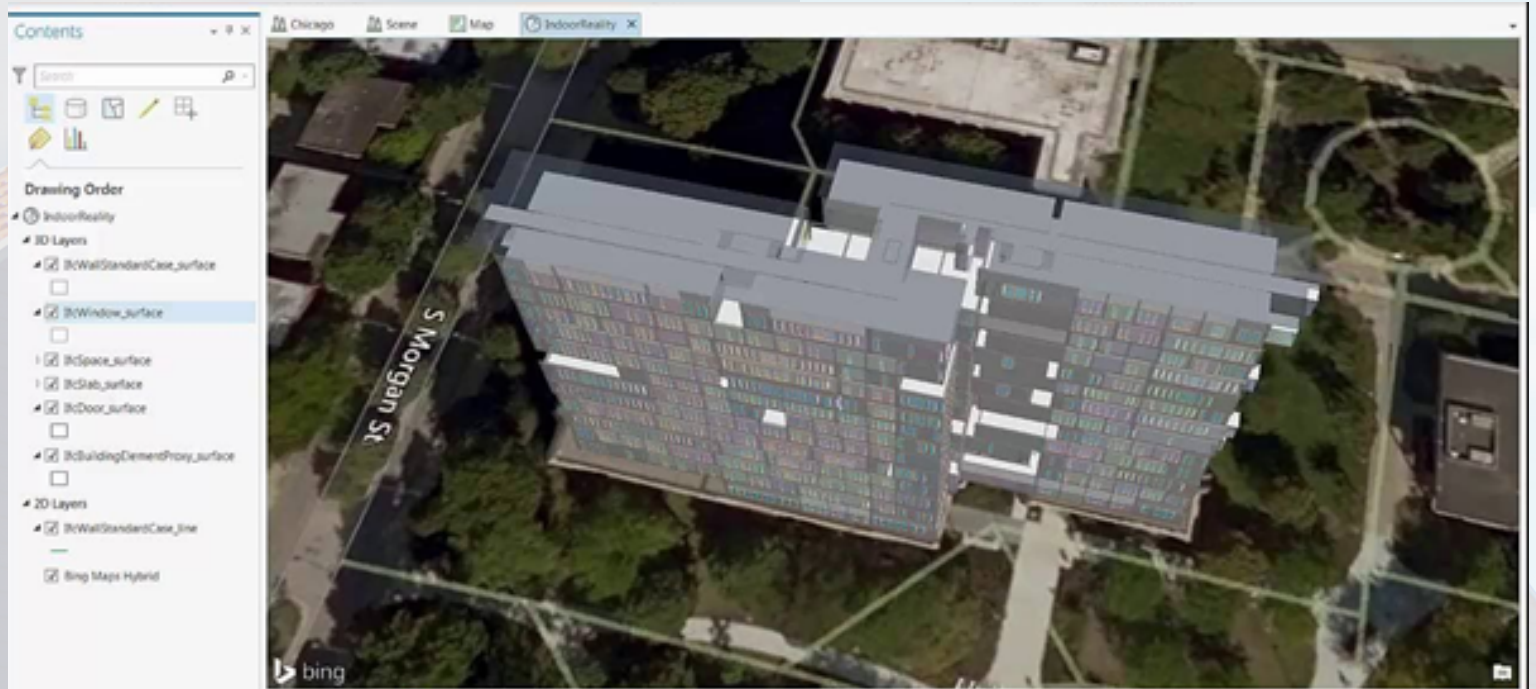 Contents
Chicago
Scene
Map
IndoorReality
Search
Drawing Order
IndoorReality
3D Layers
IfcWallStandardCase_surface
IfcWindow_surface
IfcSpace_surface
IfcSlab_surface
IfcDoor_surface
IfcBuildingElementProxy_surface
2D Layers
IfcWallStandardCase_line
Bing Maps Hybrid
S Morgan St
bing